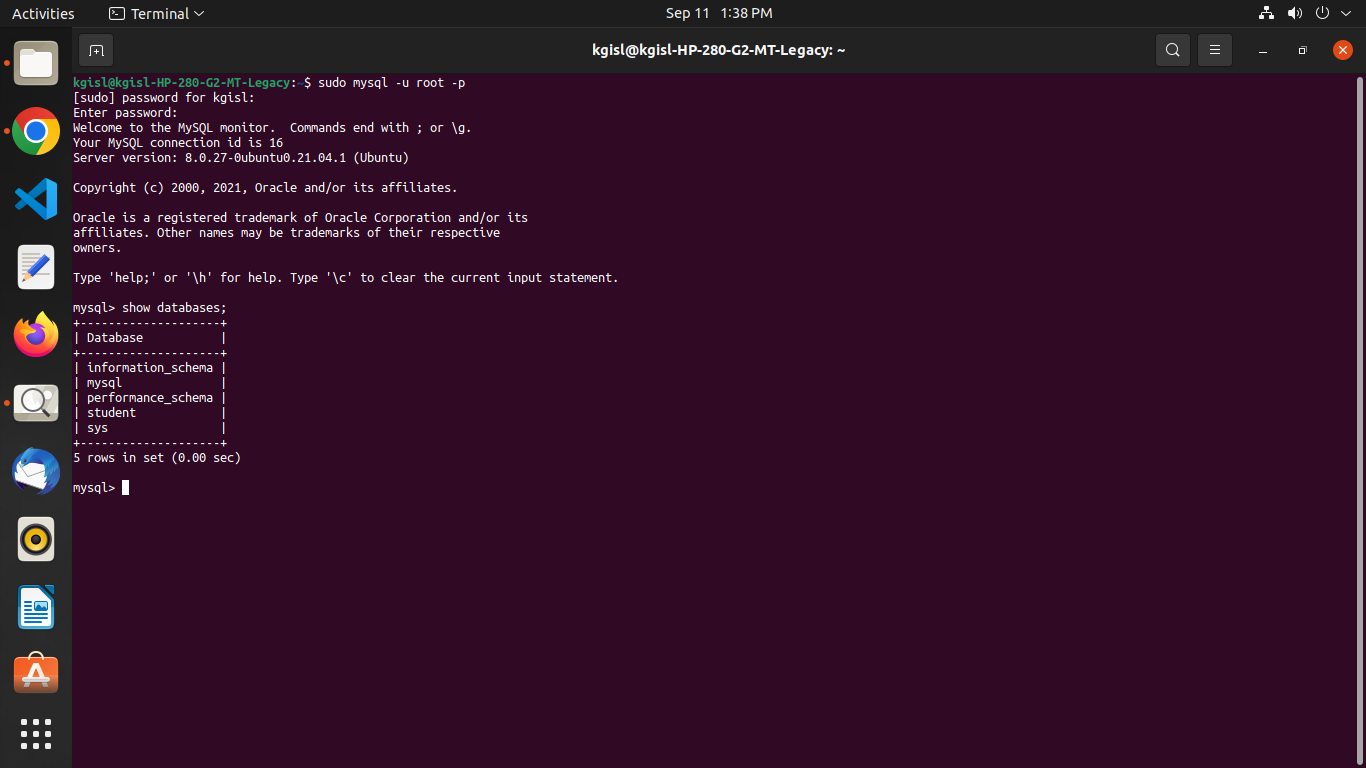 Activities
Terminal
Sep 11 1:38 PM
kgisl@kgisl-HP-280-G2-MT-Legacy: ~
kgisl@kgisl-HP-280-G2-MT-Legacy:~$ sudo mysql -u root -p
[sudo] password for kgisl:
Enter password:
Welcome to the MySQL monitor.  Commands end with ; or \g.
Your MySQL connection id is 16
Server version: 8.0.27-0ubuntu0.21.04.1 (Ubuntu)
Copyright (c) 2000, 2021, Oracle and/or its affiliates.
Oracle is a registered trademark of Oracle Corporation and/or its
affiliates. Other names may be trademarks of their respective
owners.
Type 'help;' or '\h' for help. Type '\c' to clear the current input statement.
mysql> show databases;
+--------------------+
| Database           |
+--------------------+
| information_schema |
| mysql              |
| performance_schema |
| student            |
| sys                |
+--------------------+
5 rows in set (0.00 sec)
mysql>